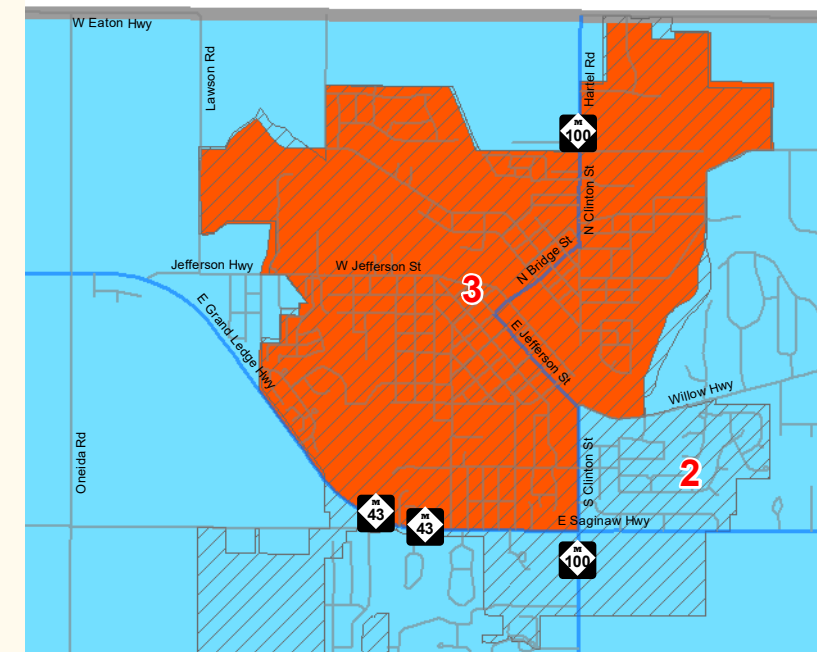 W Eaton Hwy
Lawson Rd
Hartel Rd
M
100
N Clinton St
N Bridge St
Jefferson Hwy
W Jefferson St
3
E Grand Ledge Hwy
E Jefferson St
Willow Hwy
Oneida Rd
S Clinton St
2
M
43
M
43
E Saginaw Hwy
M
100